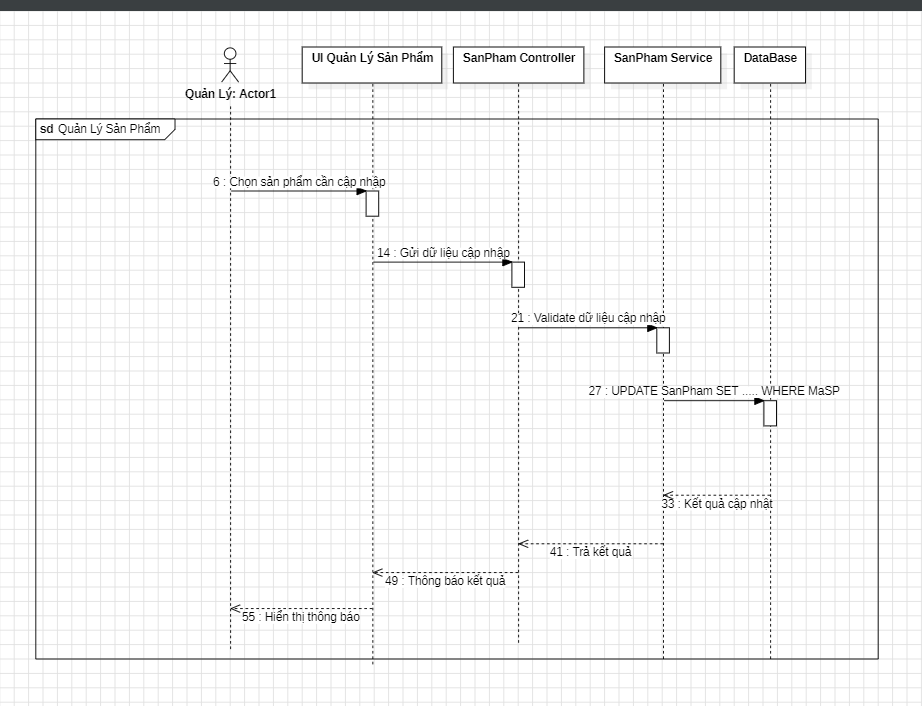 UI Quản Lý Sản Phẩm
SanPham Controller
SanPham Service
DataBase
Quản Lý: Actor1
sd Quản Lý Sản Phẩm
6 : Chọn sản phẩm cần cập nhập
14 : Gửi dữ liệu cập nhập
21 : Validate dữ liệu cập nhập
27 : UPDATE SanPham SET ..... WHERE MaSP
33 : Kết quả cập nhật
41 : Trả kết quả
49 : Thông báo kết quả
55 : Hiển thị thông báo